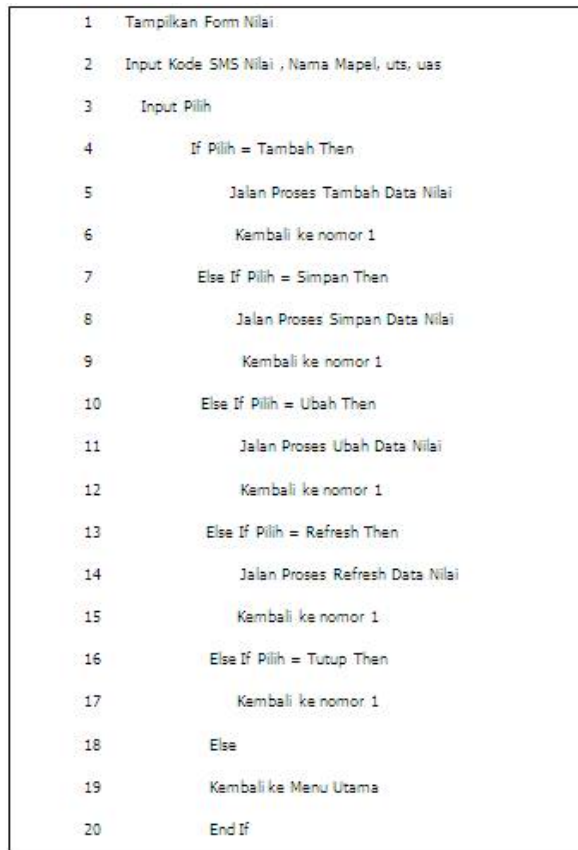 1 Tampilkan Form Nilai
2 Input Kode SMS Nilai , Nama Mapel, uts, uas
3 Input Pilih
4 If Pilih = Tambah Then
5 Jalan Proses Tambah Data Nilai
6 Kembali ke nomor 1
7 Else If Pilih = Simpan Then
8 Jalan Proses Simpan Data Nilai
9 Kembali ke nomor 1
10 Else If Pilih = Ubah Then
11 Jalan Proses Ubah Data Nilai
12 Kembali ke nomor 1
13 Else If Pilih = Refresh Then
14 Jalan Proses Refresh Data Nilai
15 Kembali ke nomor 1
16 Else If Pilih = Tutup Then
17 Kembali ke nomor 1
18 Else
19 Kembali ke Menu Utama
20 End If